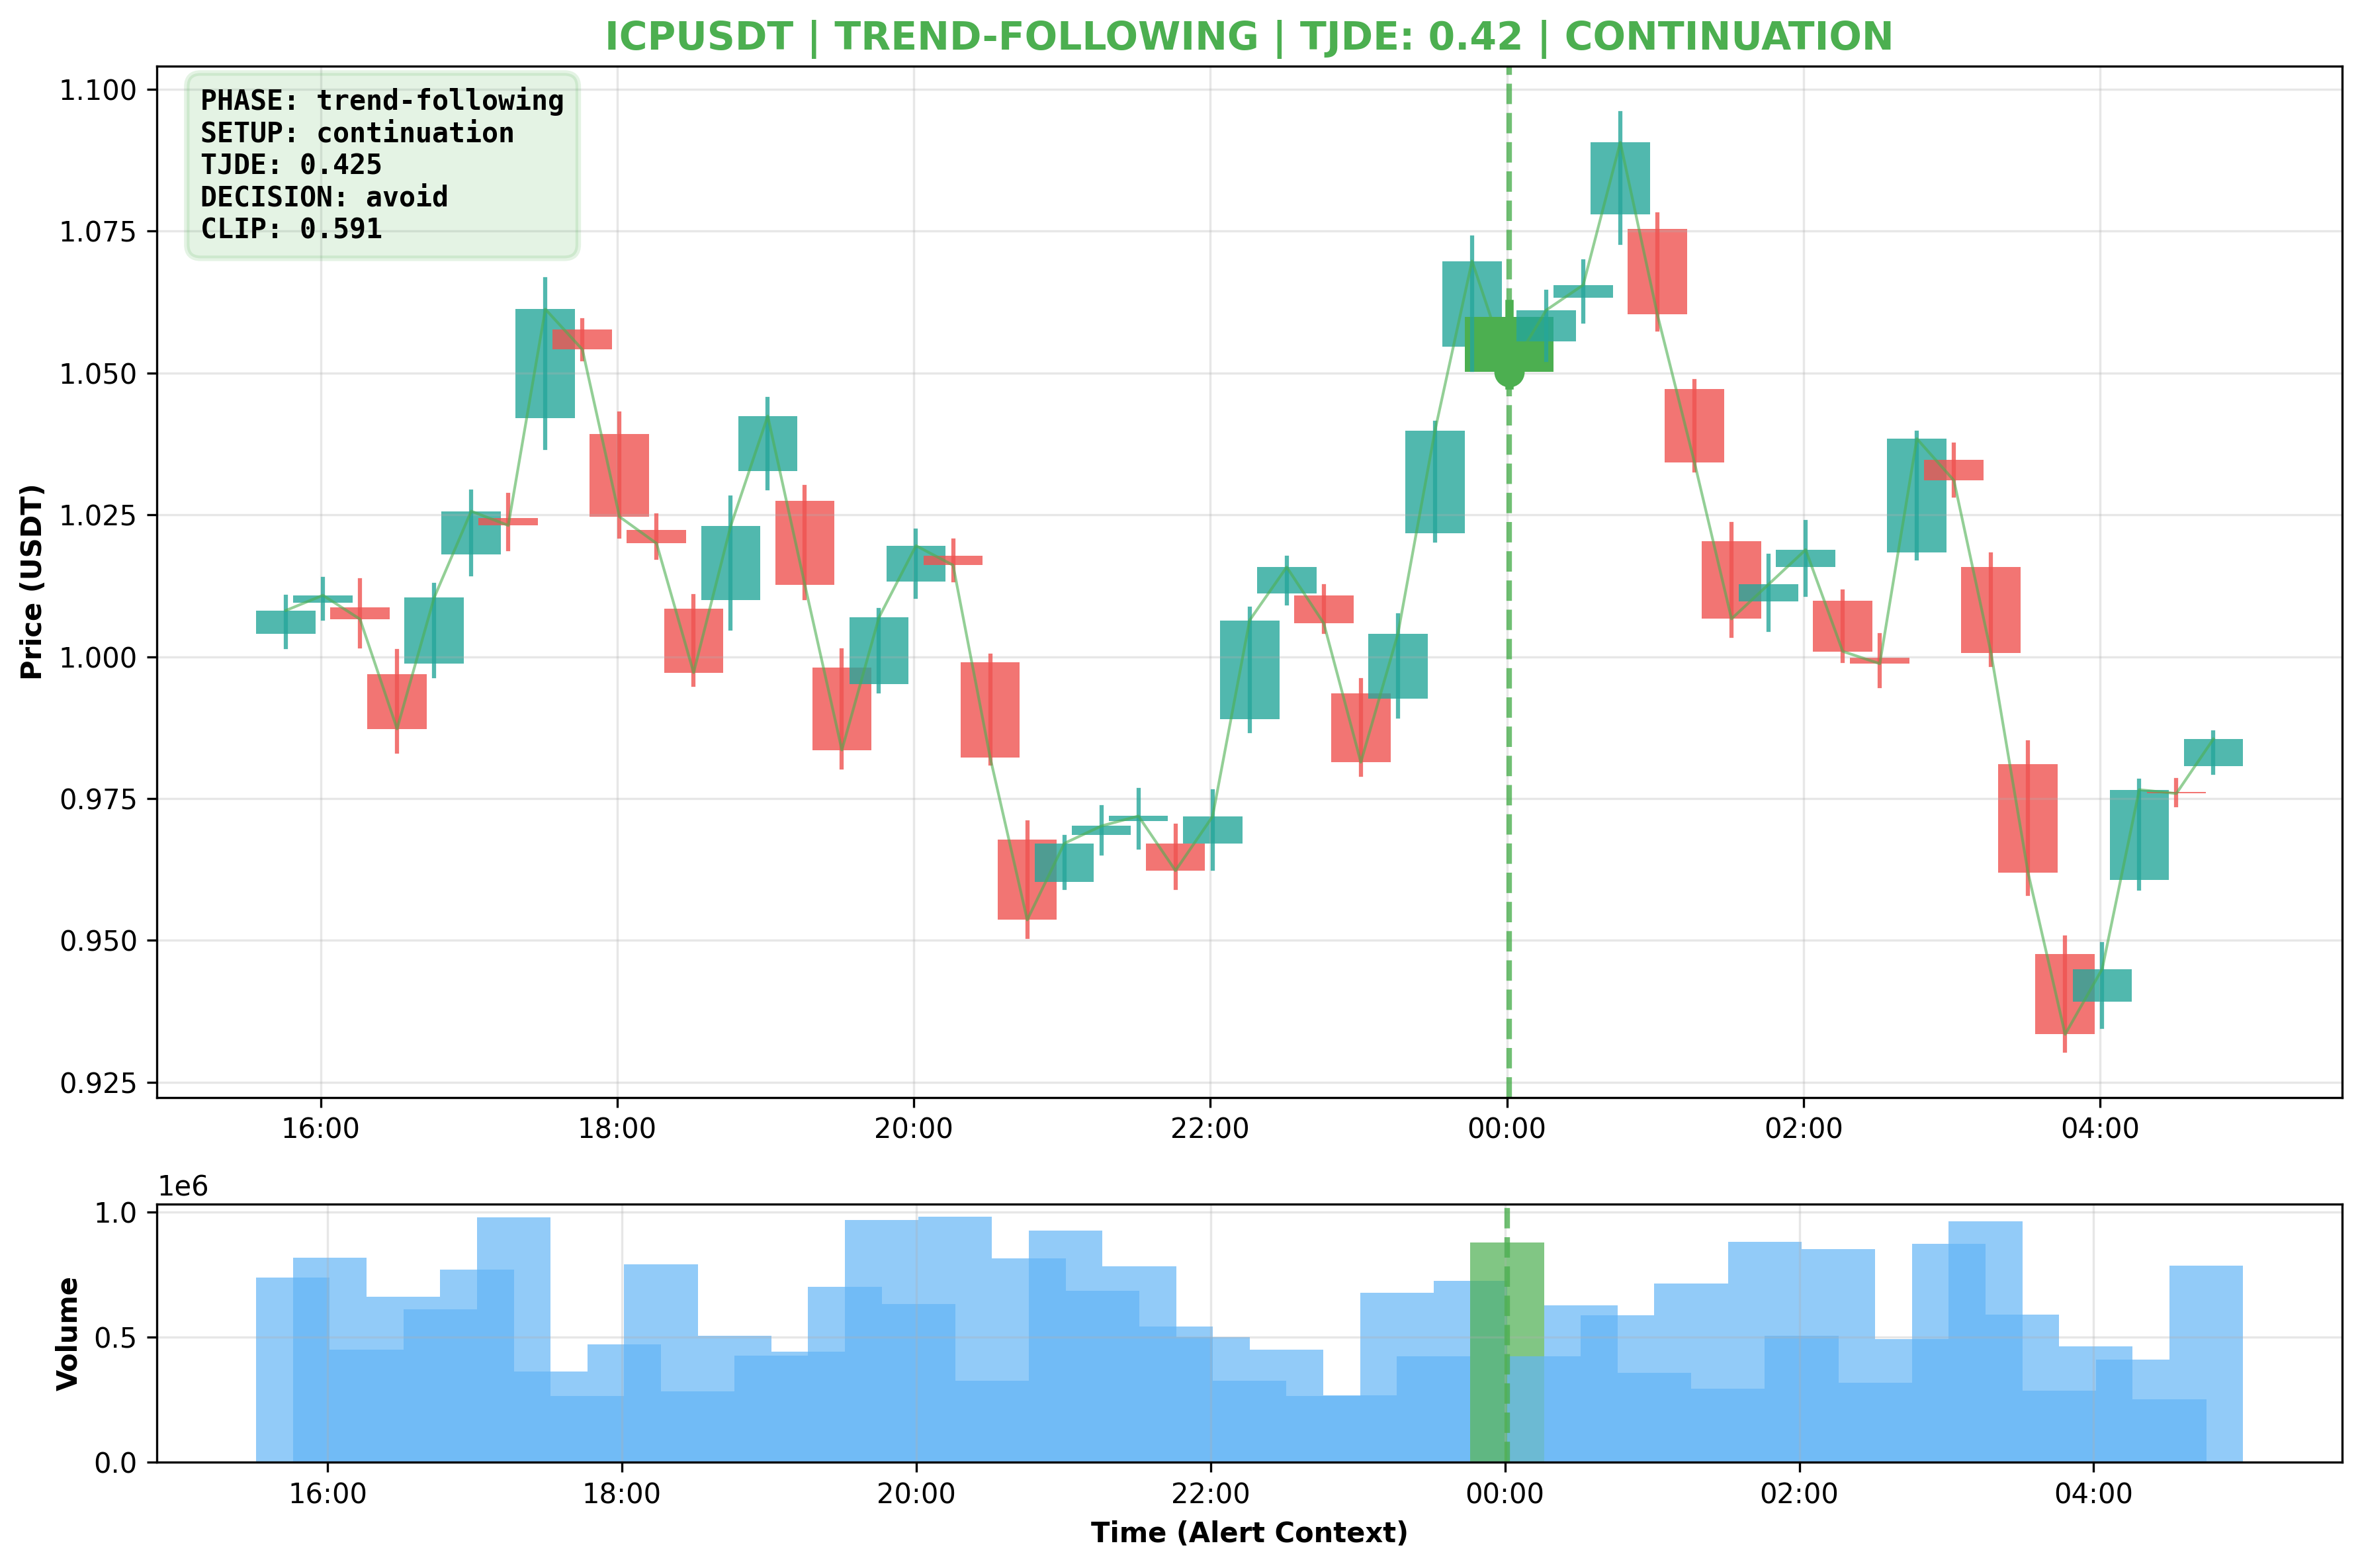 ICPUSDT | TREND-FOLLOWING | TJDE: 0.42 | CONTINUATION
PHASE: trend-following
SETUP: continuation
TJDE: 0.425
DECISION: avoid
CLIP: 0.591
Price (USDT)
1.100
1.075
1.050
1.025
1.000
0.975
0.950
0.925
16:00 18:00 20:00 22:00 00:00 02:00 04:00
1e6
Volume
1.0
0.5
0.0
16:00 18:00 20:00 22:00 00:00 02:00 04:00
Time (Alert Context)